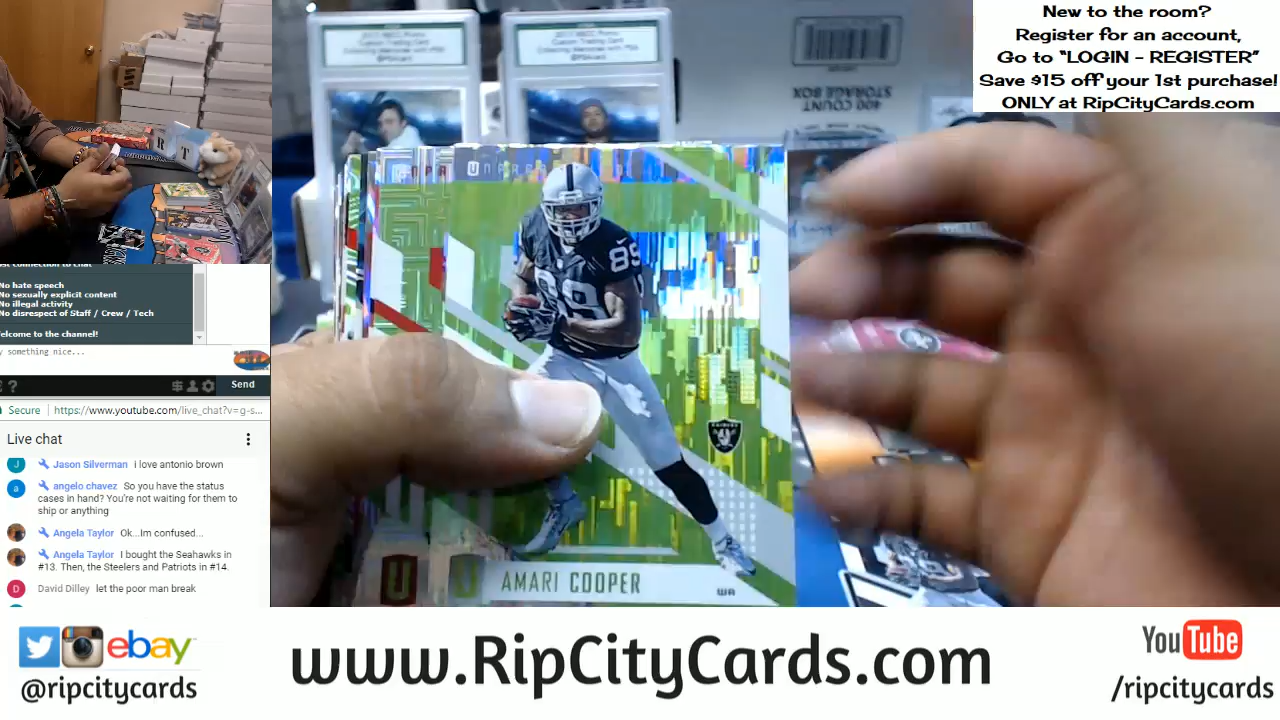 New to the room?
Register for an account,
Go to “LOGIN - REGISTER”
Save $15 off your 1st purchase!
ONLY at RipCityCards.com
400 COUNT
STORAGE BOX
No hate speech
No sexually explicit content
No illegal activity
No disrespect of Staff / Crew / Tech
elcome to the channel!
y something nice...
Send
Secure
https://www.youtube.com/live_chat?v=g-s...
Live chat
J
Jason Silverman i love antonio brown
a
angelo chavez So you have the status
cases in hand? You're not waiting for them to
ship or anything
Angela Taylor Ok...Im confused...
Angela Taylor I bought the Seahawks in
#13. Then, the Steelers and Patriots in #14.
D
David Dilley let the poor man break
89
89
RAIDERS
U
U
AMARI COOPER
WR
ebay
@ripcitycards
www.RipCityCards.com
YouTube
/ripcitycards